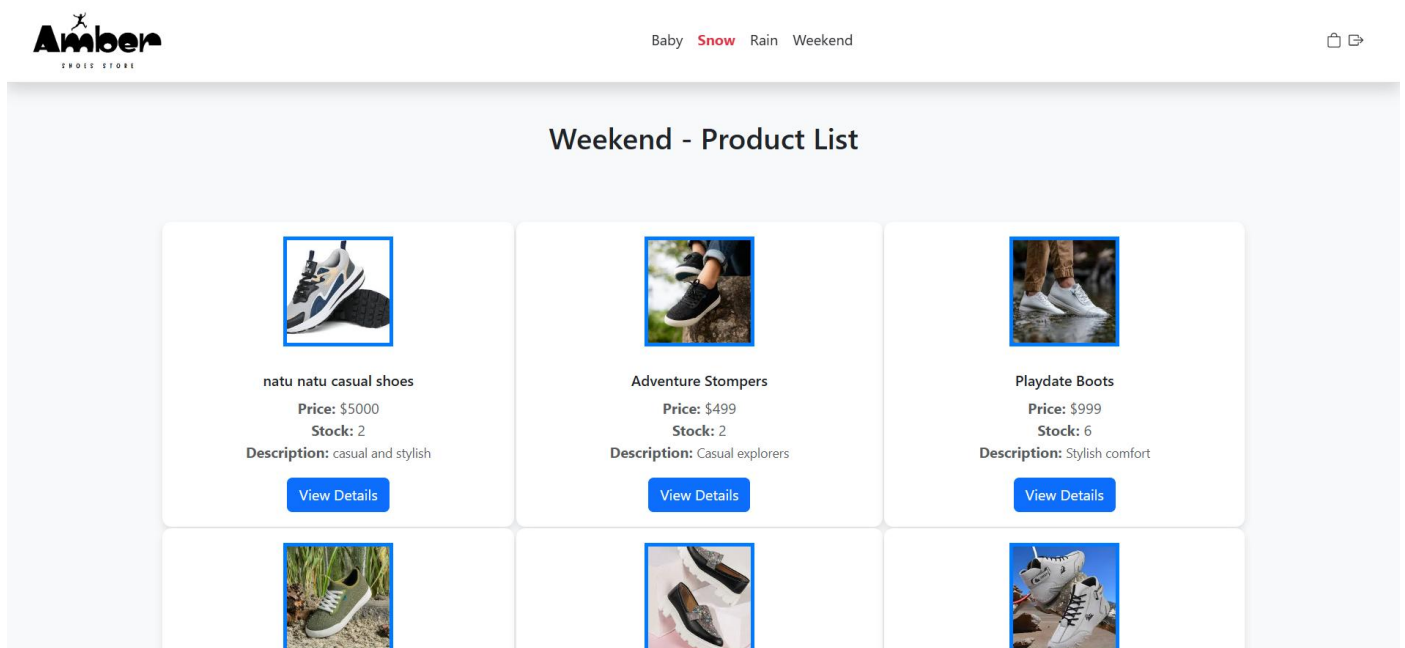 Amber
SHOES STORE
Baby Snow Rain Weekend
Weekend - Product List
natu natu casual shoes
Price: $5000
Stock: 2
Description: casual and stylish
View Details
Adventure Stompers
Price: $499
Stock: 2
Description: Casual explorers
View Details
Playdate Boots
Price: $999
Stock: 6
Description: Stylish comfort
View Details